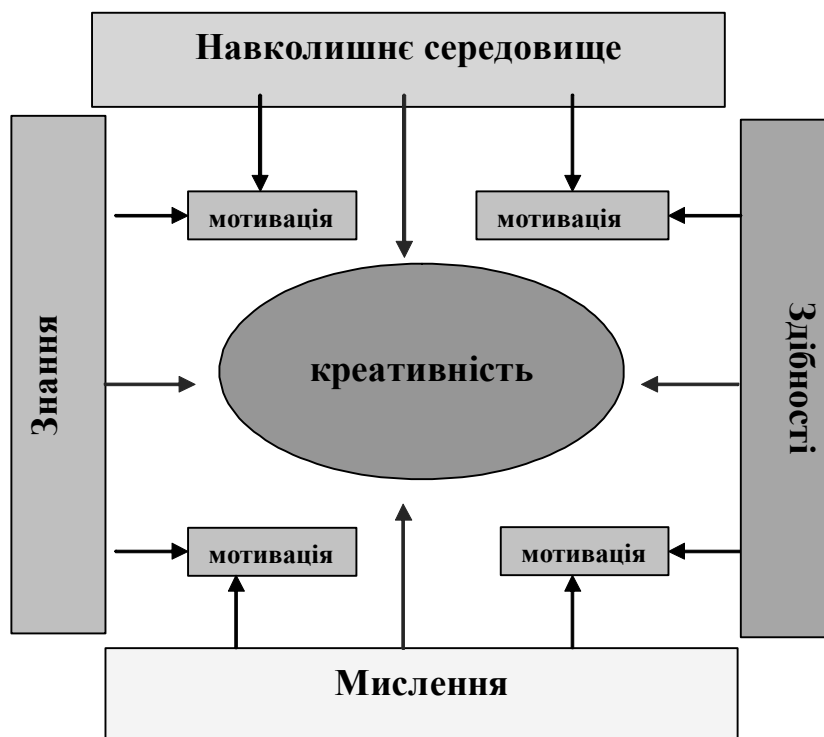 Навколишнє середовище
мотивація
мотивація
Знання
креативність
Здібності
мотивація
мотивація
Мислення